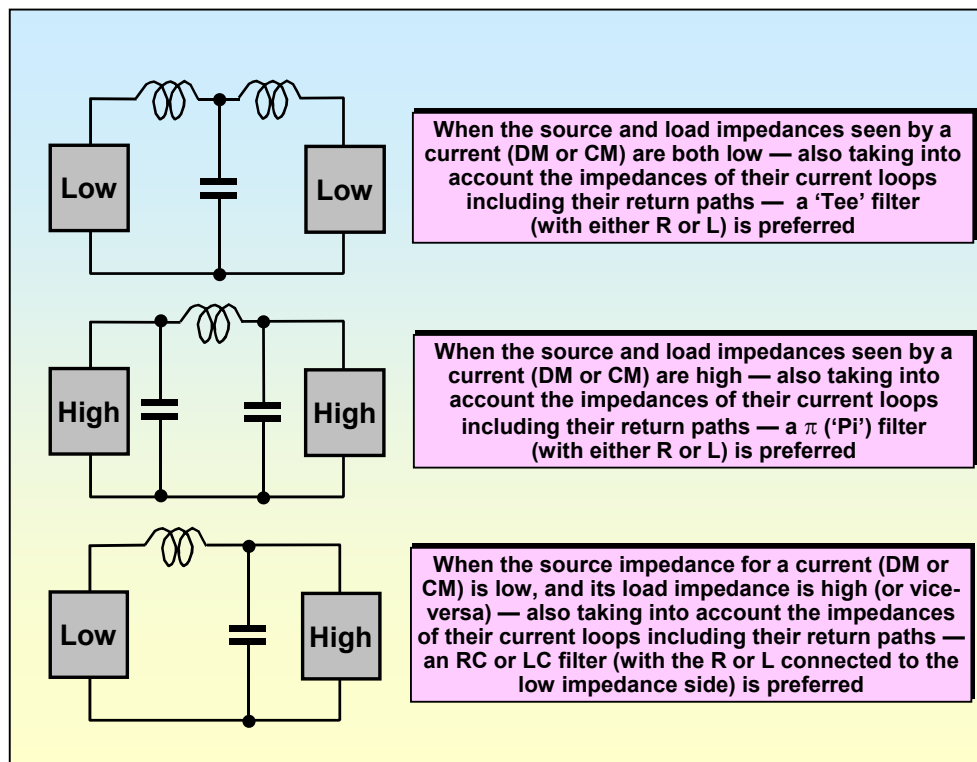 Low
Low
When the source and load impedances seen by a
current (DM or CM) are both low — also taking into
account the impedances of their current loops
including their return paths — a ‘Tee’ filter
(with either R or L) is preferred
High
High
When the source and load impedances seen by a
current (DM or CM) are high — also taking into
account the impedances of their current loops
including their return paths — a π (‘Pi’) filter
(with either R or L) is preferred
Low
High
When the source impedance for a current (DM or
CM) is low, and its load impedance is high (or vice-
versa) — also taking into account the impedances
of their current loops including their return paths —
an RC or LC filter (with the R or L connected to the
low impedance side) is preferred